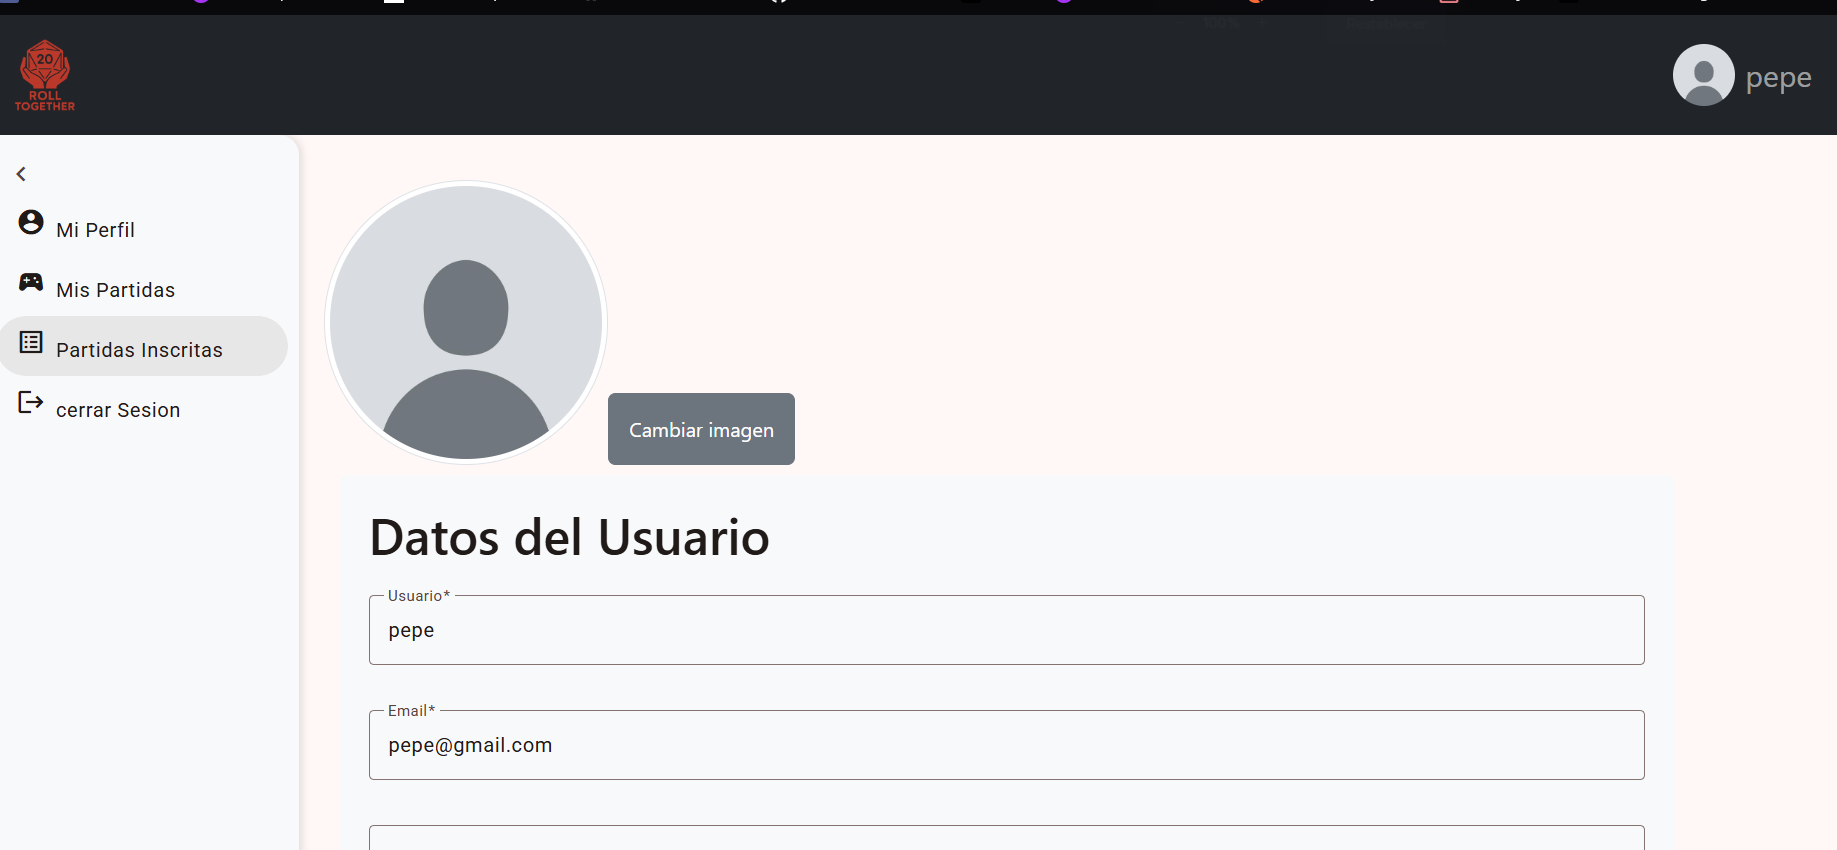 20
ROLL
TOGETHER
pepe
Mi Perfil
Mis Partidas
Partidas Inscritas
cerrar Sesion
Cambiar imagen
Datos del Usuario
Usuario*
pepe
Email*
pepe@gmail.com